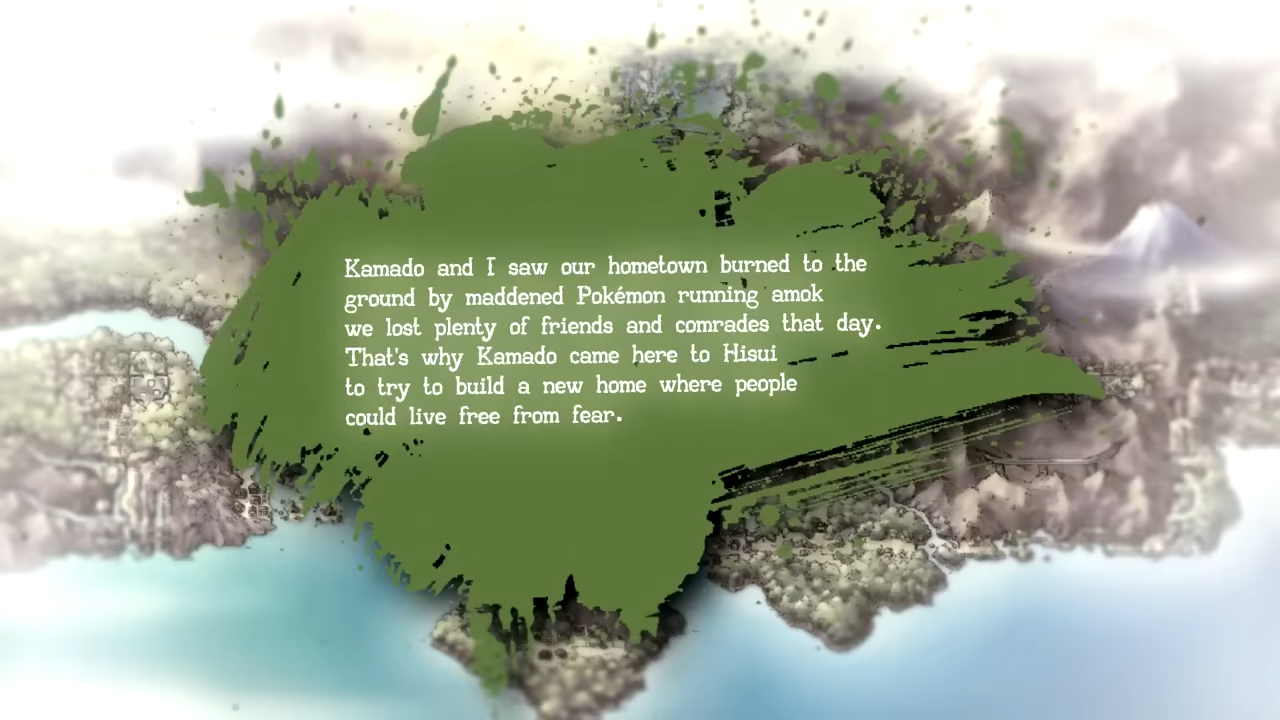 Kamado and I saw our hometown burned to the
ground by maddened Pokémon running amok
we lost plenty of friends and comrades that day.
That's why Kamado came here to Hisui
to try to build a new home where people
could live free from fear.